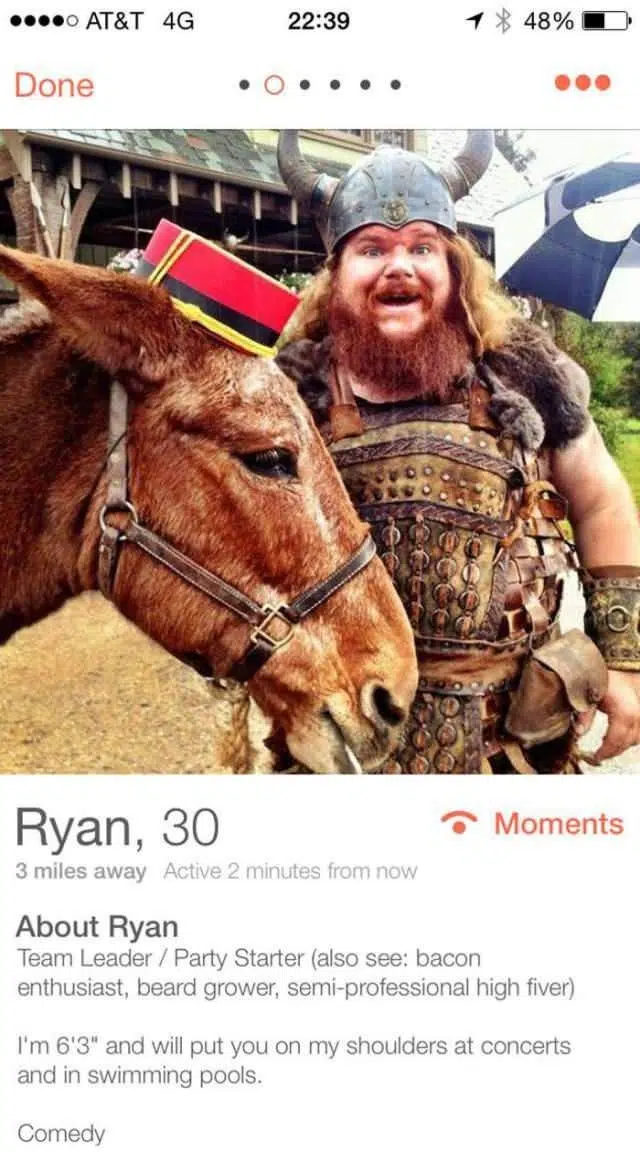 AT&T 4G 22:39 48%
Done
Ryan, 30
Moments
3 miles away Active 2 minutes from now
About Ryan
Team Leader / Party Starter (also see: bacon
enthusiast, beard grower, semi-professional high fiver)
I'm 6'3" and will put you on my shoulders at concerts
and in swimming pools.
Comedy